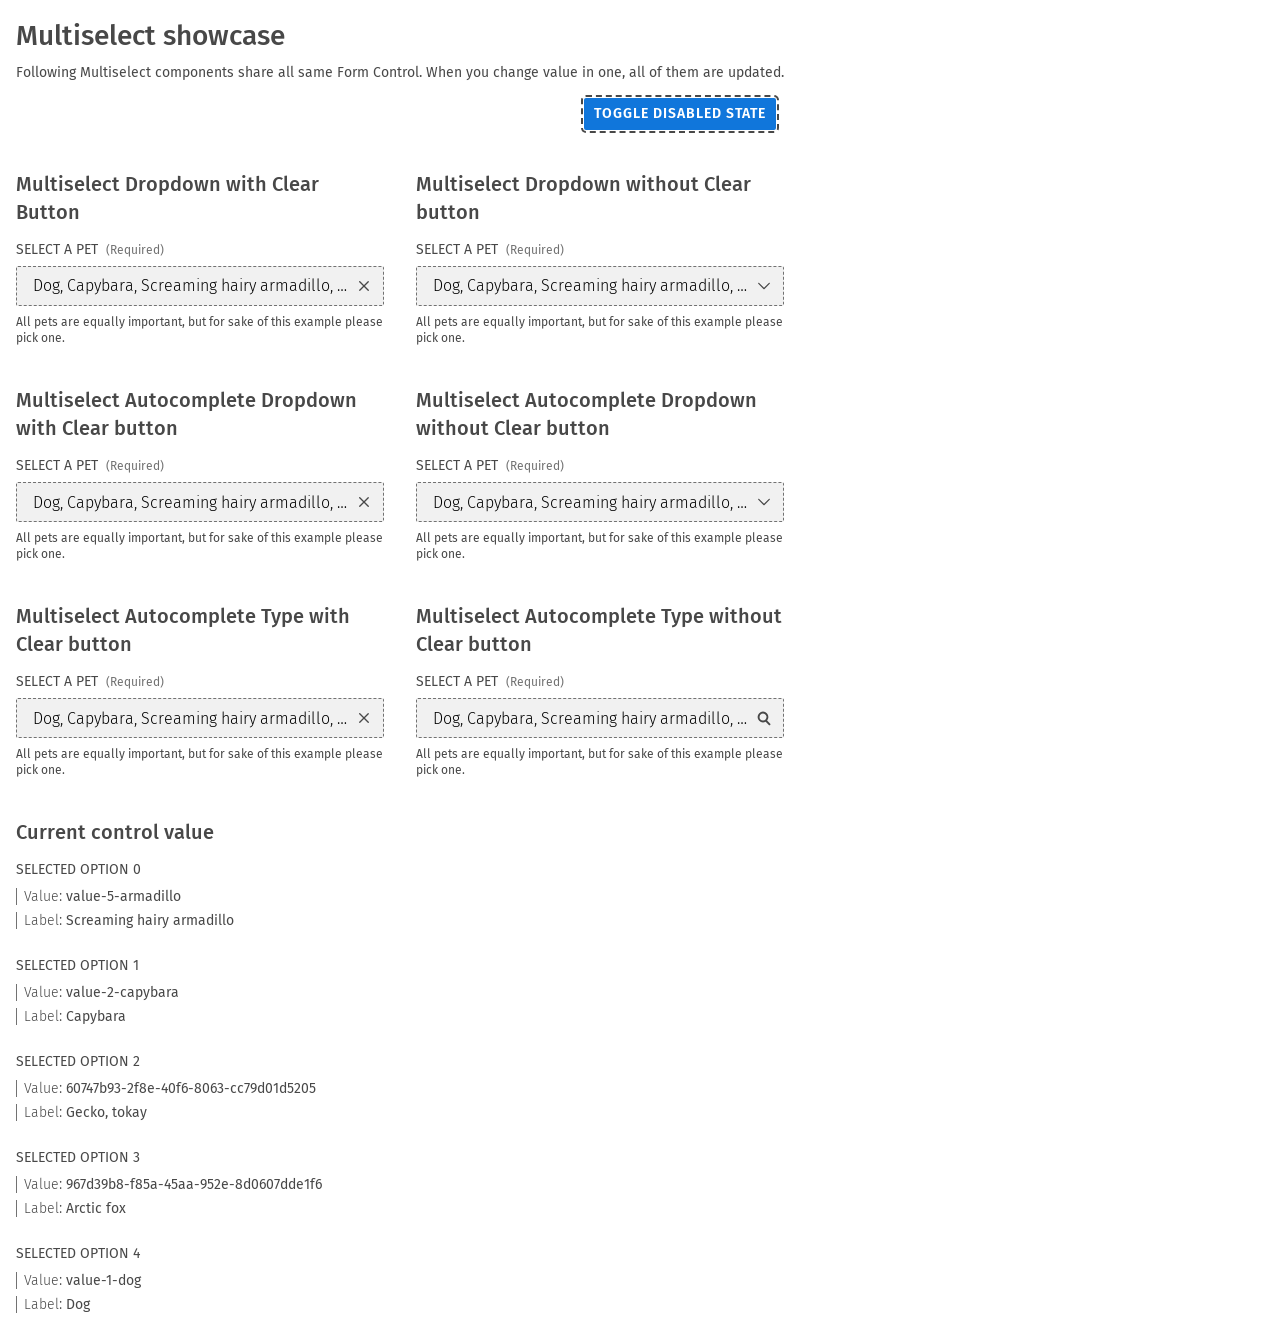 Multiselect showcase
Following Multiselect components share all same Form Control. When you change value in one, all of them are updated.
TOGGLE DISABLED STATE
Multiselect Dropdown with Clear
Button
SELECT A PET (Required)
Dog, Capybara, Screaming hairy armadillo, ...
All pets are equally important, but for sake of this example please
pick one.
Multiselect Dropdown without Clear
button
SELECT A PET (Required)
Dog, Capybara, Screaming hairy armadillo, ...
All pets are equally important, but for sake of this example please
pick one.
Multiselect Autocomplete Dropdown
with Clear button
SELECT A PET (Required)
Dog, Capybara, Screaming hairy armadillo, ...
All pets are equally important, but for sake of this example please
pick one.
Multiselect Autocomplete Dropdown
without Clear button
SELECT A PET (Required)
Dog, Capybara, Screaming hairy armadillo, ...
All pets are equally important, but for sake of this example please
pick one.
Multiselect Autocomplete Type with
Clear button
SELECT A PET (Required)
Dog, Capybara, Screaming hairy armadillo, ...
All pets are equally important, but for sake of this example please
pick one.
Multiselect Autocomplete Type without
Clear button
SELECT A PET (Required)
Dog, Capybara, Screaming hairy armadillo, ...
All pets are equally important, but for sake of this example please
pick one.
Current control value
SELECTED OPTION 0
Value: value-5-armadillo
Label: Screaming hairy armadillo
SELECTED OPTION 1
Value: value-2-capybara
Label: Capybara
SELECTED OPTION 2
Value: 60747b93-2f8e-40f6-8063-cc79d01d5205
Label: Gecko, tokay
SELECTED OPTION 3
Value: 967d39b8-f85a-45aa-952e-8d0607dde1f6
Label: Arctic fox
SELECTED OPTION 4
Value: value-1-dog
Label: Dog